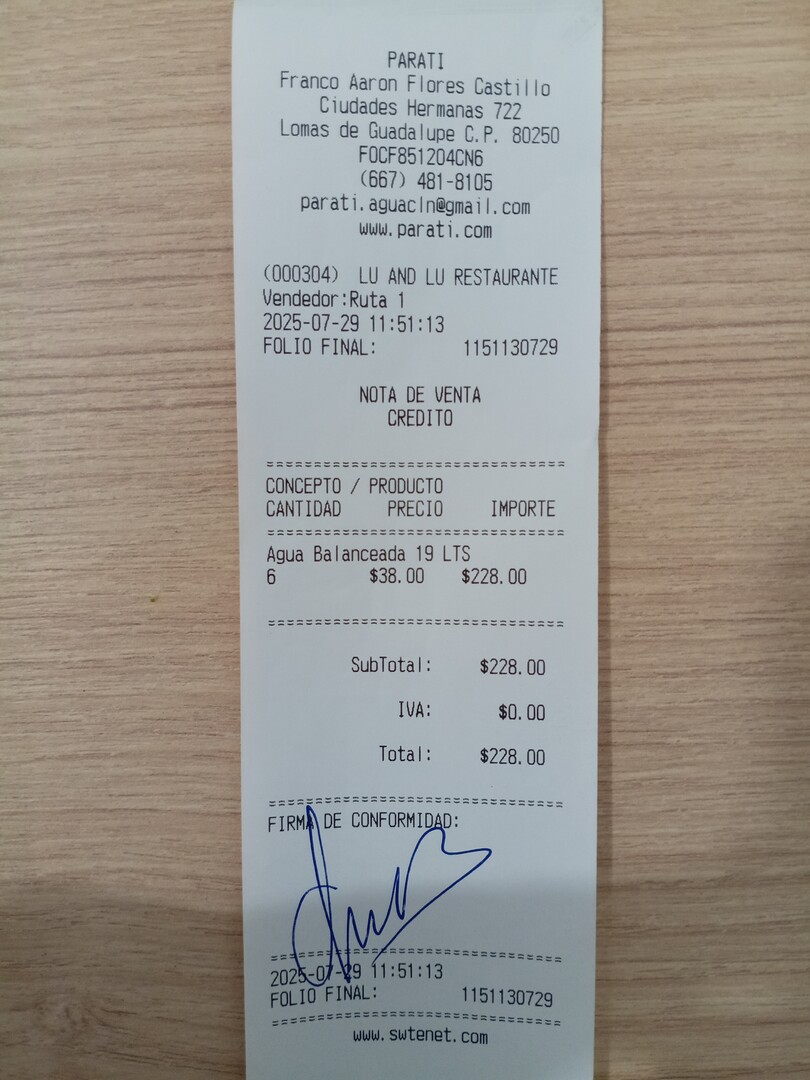 PARATI
Franco Aaron Flores Castillo
Ciudades Hermanas 722
Lomas de Guadalupe C.P. 80250
FOCF851204CN6
(667) 481-8105
parati.aguacln@gmail.com
www.parati.com
(000304) LU AND LU RESTAURANTE
Vendedor:Ruta 1
2025-07-29 11:51:13
FOLIO FINAL: 1151130729
NOTA DE VENTA
CREDITO
================================
CONCEPTO / PRODUCTO
CANTIDAD PRECIO IMPORTE
================================
Agua Balanceada 19 LTS
6 $38.00 $228.00
================================
SubTotal: $228.00
IVA: $0.00
Total: $228.00
================================
FIRMA DE CONFORMIDAD:
================================
2025-07-29 11:51:13
FOLIO FINAL: 1151130729
================================
www.swtenet.com